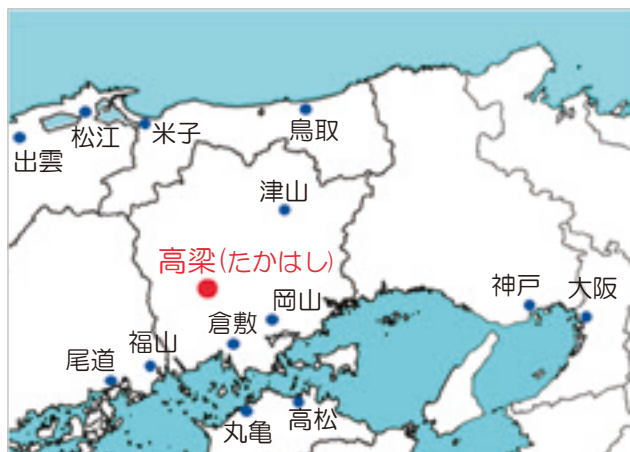 松江
米子
鳥取
出雲
津山
高梁(たかはし)
岡山
倉敷
神戸
大阪
福山
尾道
丸亀
高松